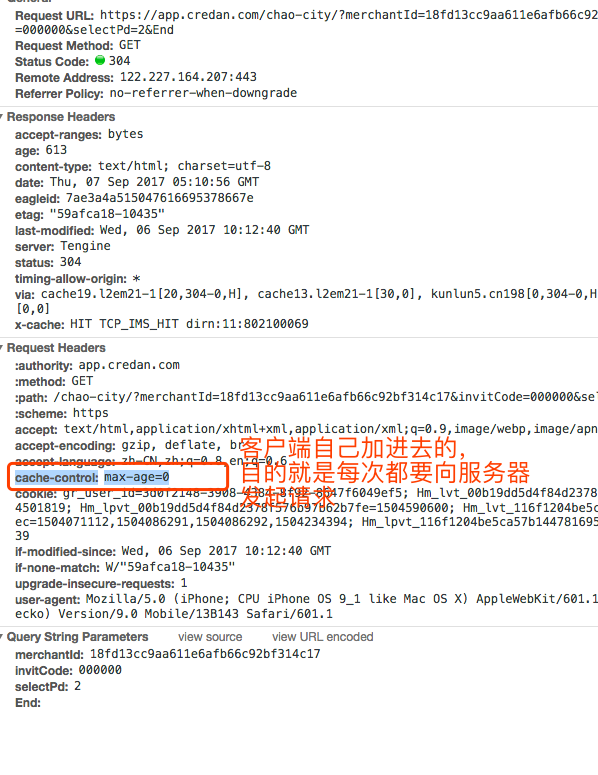 General
Request URL: https://app.credan.com/chao-city/?merchantId=18fd13cc9aa611e6afb66c92
=000000&selectPd=2&End
Request Method: GET
Status Code: 304
Remote Address: 122.227.164.207:443
Referrer Policy: no-referrer-when-downgrade
Response Headers
accept-ranges: bytes
age: 613
content-type: text/html; charset=utf-8
date: Thu, 07 Sep 2017 05:10:56 GMT
eagleid: 7ae3a4a515047616695378667e
etag: "59afca18-10435"
last-modified: Wed, 06 Sep 2017 10:12:40 GMT
server: Tengine
status: 304
timing-allow-origin: *
via: cache19.l2em21-1[20,304-0,H], cache13.l2em21-1[30,0], kunlun5.cn198[0,304-0,H
[0,0]
x-cache: HIT TCP_IMS_HIT dirn:11:802100069
Request Headers
:authority: app.credan.com
:method: GET
:path: /chao-city/?merchantId=18fd13cc9aa611e6afb66c92bf314c17&invitCode=000000&sel
:scheme: https
accept: text/html,application/xhtml+xml,application/xml;q=0.9,image/webp,image/apn
accept-encoding: gzip, deflate, br
客户端自己加进去的,
accept-language: zh-CN,zh;q=0.8,en;q=0.6
cache-control: max-age=0
目的就是每次都要向服务器
发起请求
cookie: gr_user_id=3d0f2148-3908-4384-8f92-8b47f6049ef5; Hm_lvt_00b19dd5d4f84d2378
4501819; Hm_lpvt_00b19dd5d4f84d2378f576b97d62b7fe=1504590600; Hm_lvt_116f1204be5c
ec=1504071112,1504086291,1504086292,1504234394; Hm_lpvt_116f1204be5ca57b144781695
39
if-modified-since: Wed, 06 Sep 2017 10:12:40 GMT
if-none-match: W/"59afca18-10435"
upgrade-insecure-requests: 1
user-agent: Mozilla/5.0 (iPhone; CPU iPhone OS 9_1 like Mac OS X) AppleWebKit/601.1
ecko) Version/9.0 Mobile/13B143 Safari/601.1
Query String Parameters view source view URL encoded
merchantId: 18fd13cc9aa611e6afb66c92bf314c17
invitCode: 000000
selectPd: 2
End: